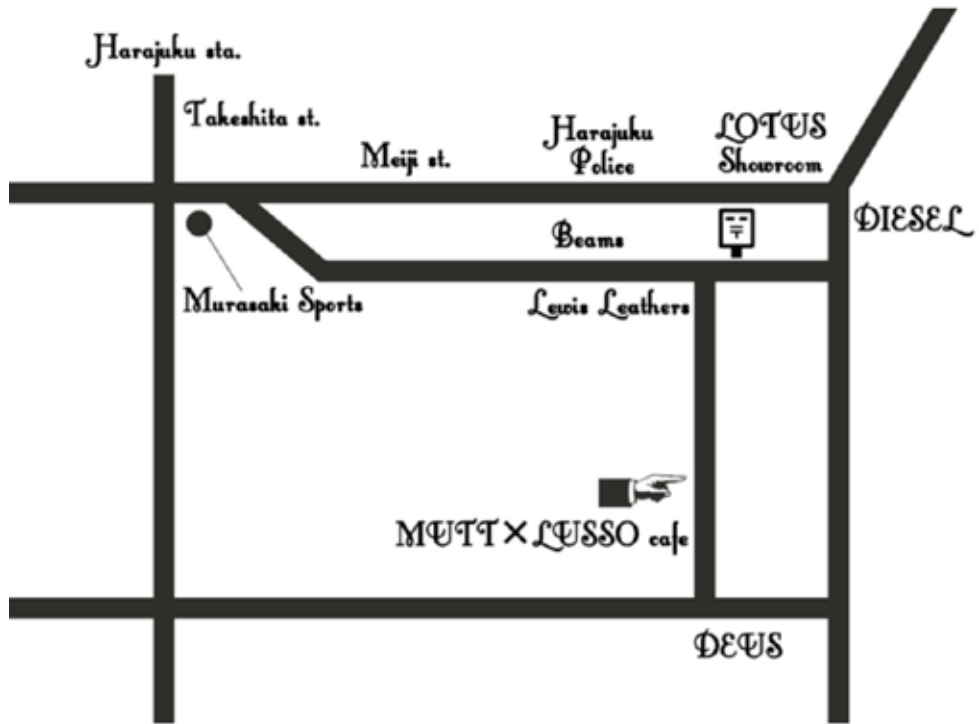 Harajuku sta.
Takeshita st.
Meiji st.
Harajuku
Police
LOTUS
Showroom
DIESEL
Beams
〒
Murasaki Sports
Lewis Leathers
MUTT×LUSSO cafe
DEUS